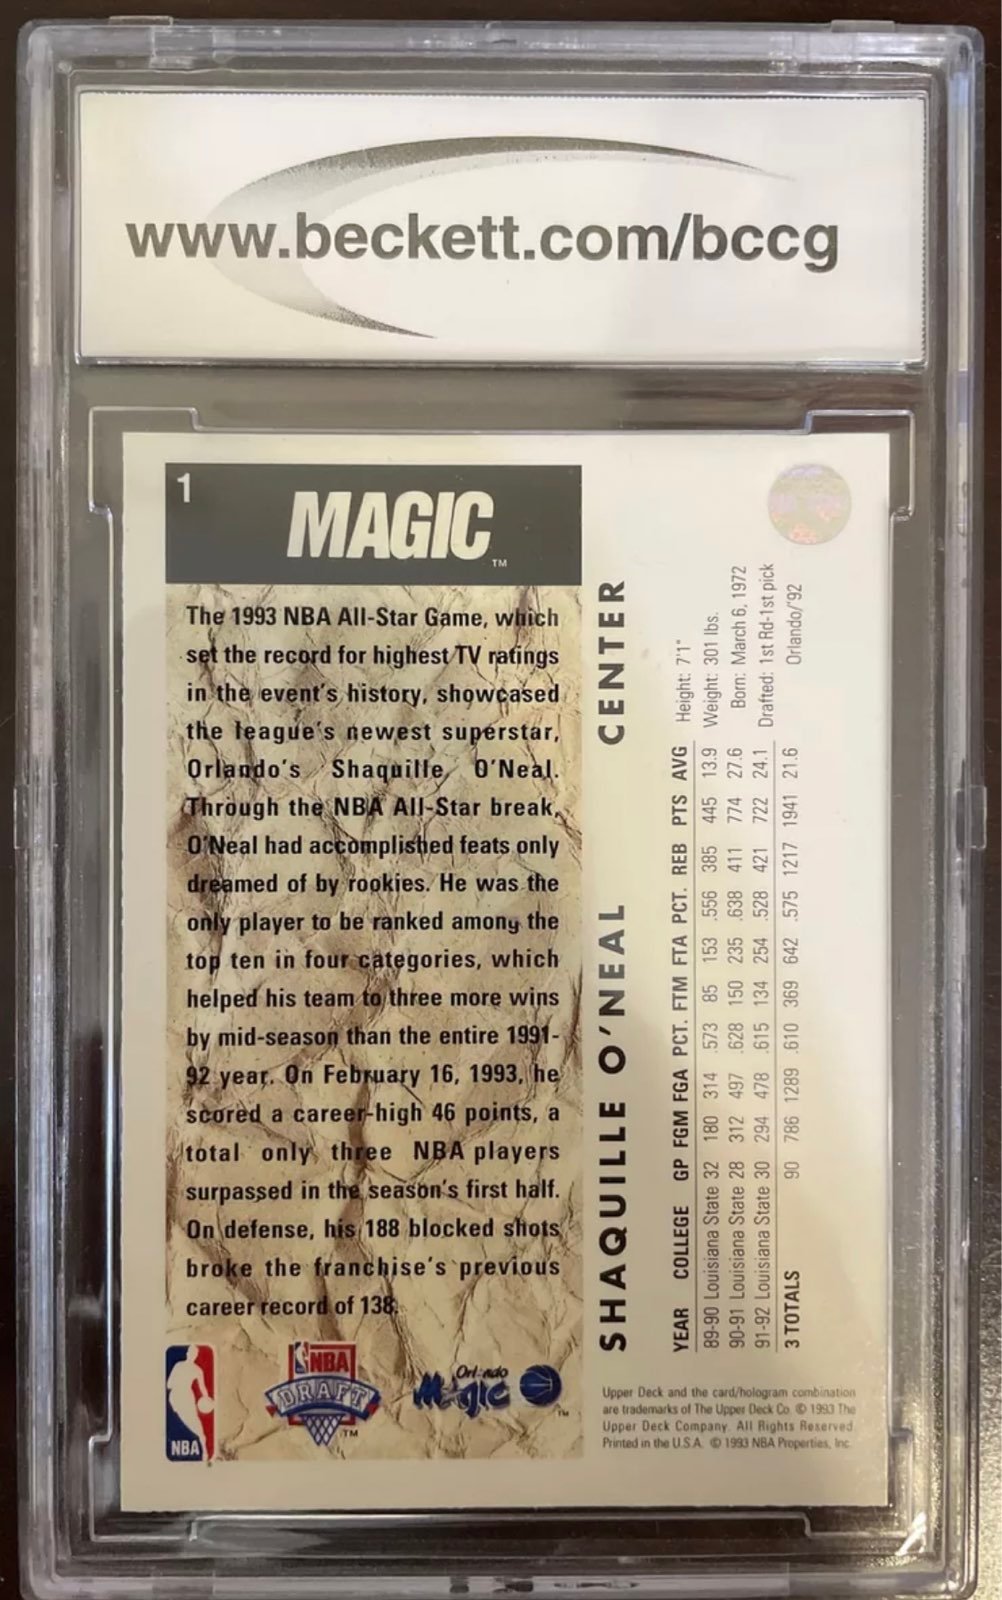 www.beckett.com/bccg
1
MAGIC™
The 1993 NBA All-Star Game, which
set the record for highest TV ratings
in the event's history, showcased
the league's newest superstar,
Orlando's Shaquille O'Neal.
Through the NBA All-Star break,
O'Neal had accomplished feats only
dreamed of by rookies. He was the
only player to be ranked among the
top ten in four categories, which
helped his team to three more wins
by mid-season than the entire 1991-
92 year. On February 16, 1993, he
scored a career-high 46 points, a
total only three NBA players
surpassed in the season's first half.
On defense, his 188 blocked shots
broke the franchise's previous
career record of 138.
NBA
NBA
DRAFT™
Orlando
Magic™
SHAQUILLE O'NEAL CENTER
Height: 7'1"
Weight: 301 lbs.
Born: March 6, 1972
Drafted: 1st Rd-1st pick
Orlando/'92
YEAR COLLEGE GP FGM FGA PCT. FTM FTA PCT. REB PTS AVG
89-90 Louisiana State 32 180 314 .573 85 153 .556 385 445 13.9
90-91 Louisiana State 28 312 497 .628 150 235 .638 411 774 27.6
91-92 Louisiana State 30 294 478 .615 134 254 .528 421 722 24.1
3 TOTALS 90 786 1289 .610 369 642 .575 1217 1941 21.6
Upper Deck and the card/hologram combination
are trademarks of The Upper Deck Co. © 1993 The
Upper Deck Company. All Rights Reserved.
Printed in the U.S.A. © 1993 NBA Properties, Inc.